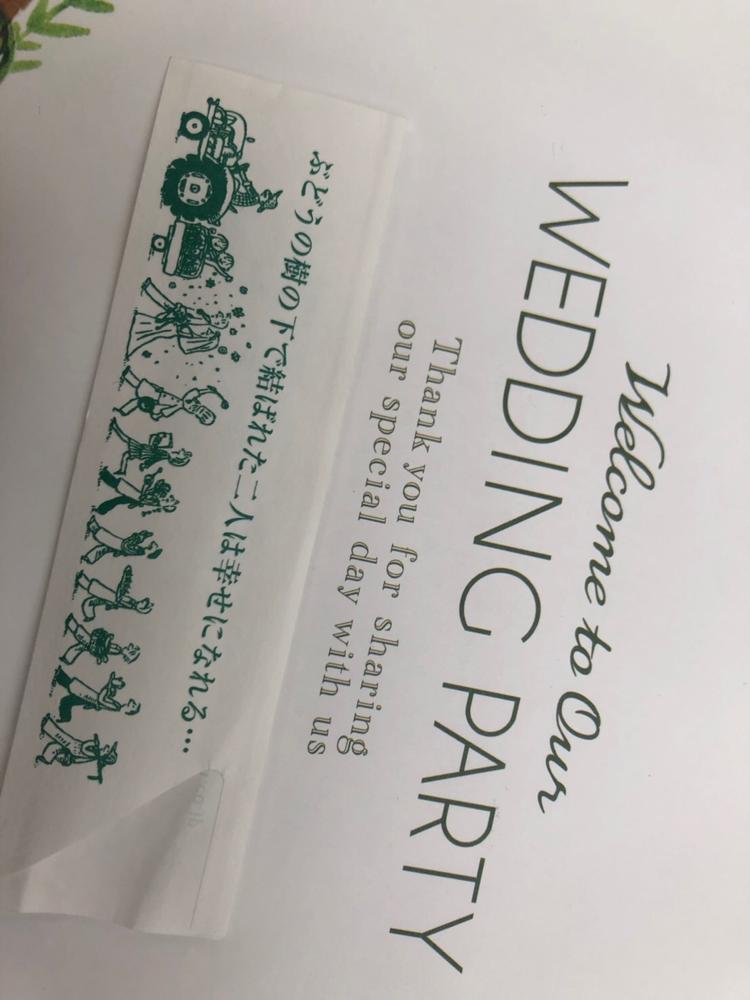 Welcome to Our
WEDDING PARTY
Thank you for sharing
our special day with us
ぶどうの樹の下で結ばれた二人は幸せになれる…